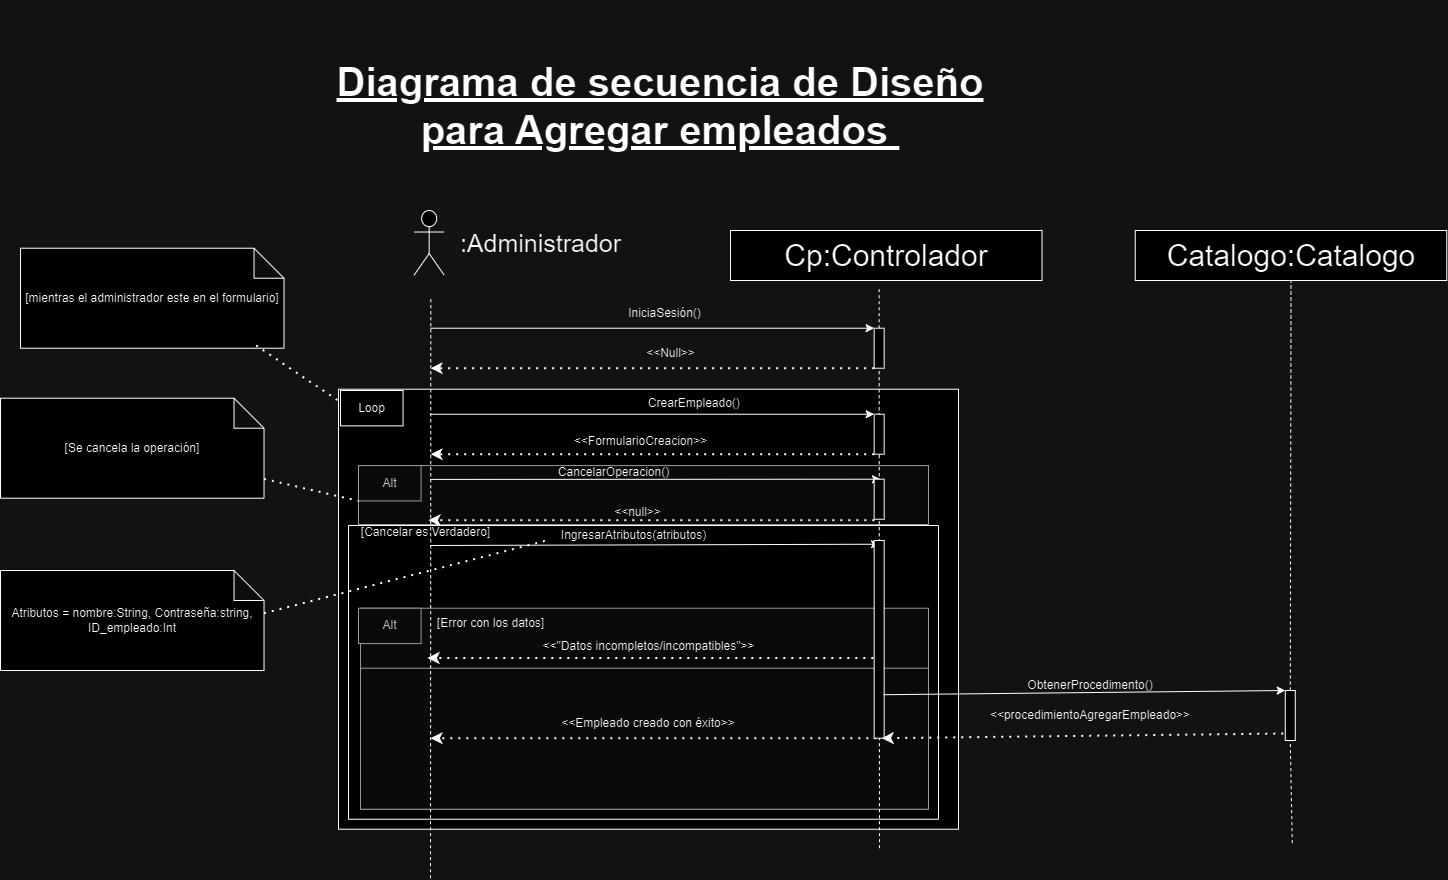 Diagrama de secuencia de Diseño
para Agregar empleados
:Administrador
Cp:Controlador
Catalogo:Catalogo
[mientras el administrador este en el formulario]
IniciaSesión()
<<Null>>
Loop
CrearEmpleado()
<<FormularioCreacion>>
[Se cancela la operación]
Alt
CancelarOperacion()
<<null>>
[Cancelar es Verdadero]
IngresarAtributos(atributos)
Atributos = nombre:String, Contraseña:string,
ID_empleado:Int
Alt
[Error con los datos]
<<"Datos incompletos/incompatibles">>
ObtenerProcedimento()
<<procedimientoAgregarEmpleado>>
<<Empleado creado con éxito>>